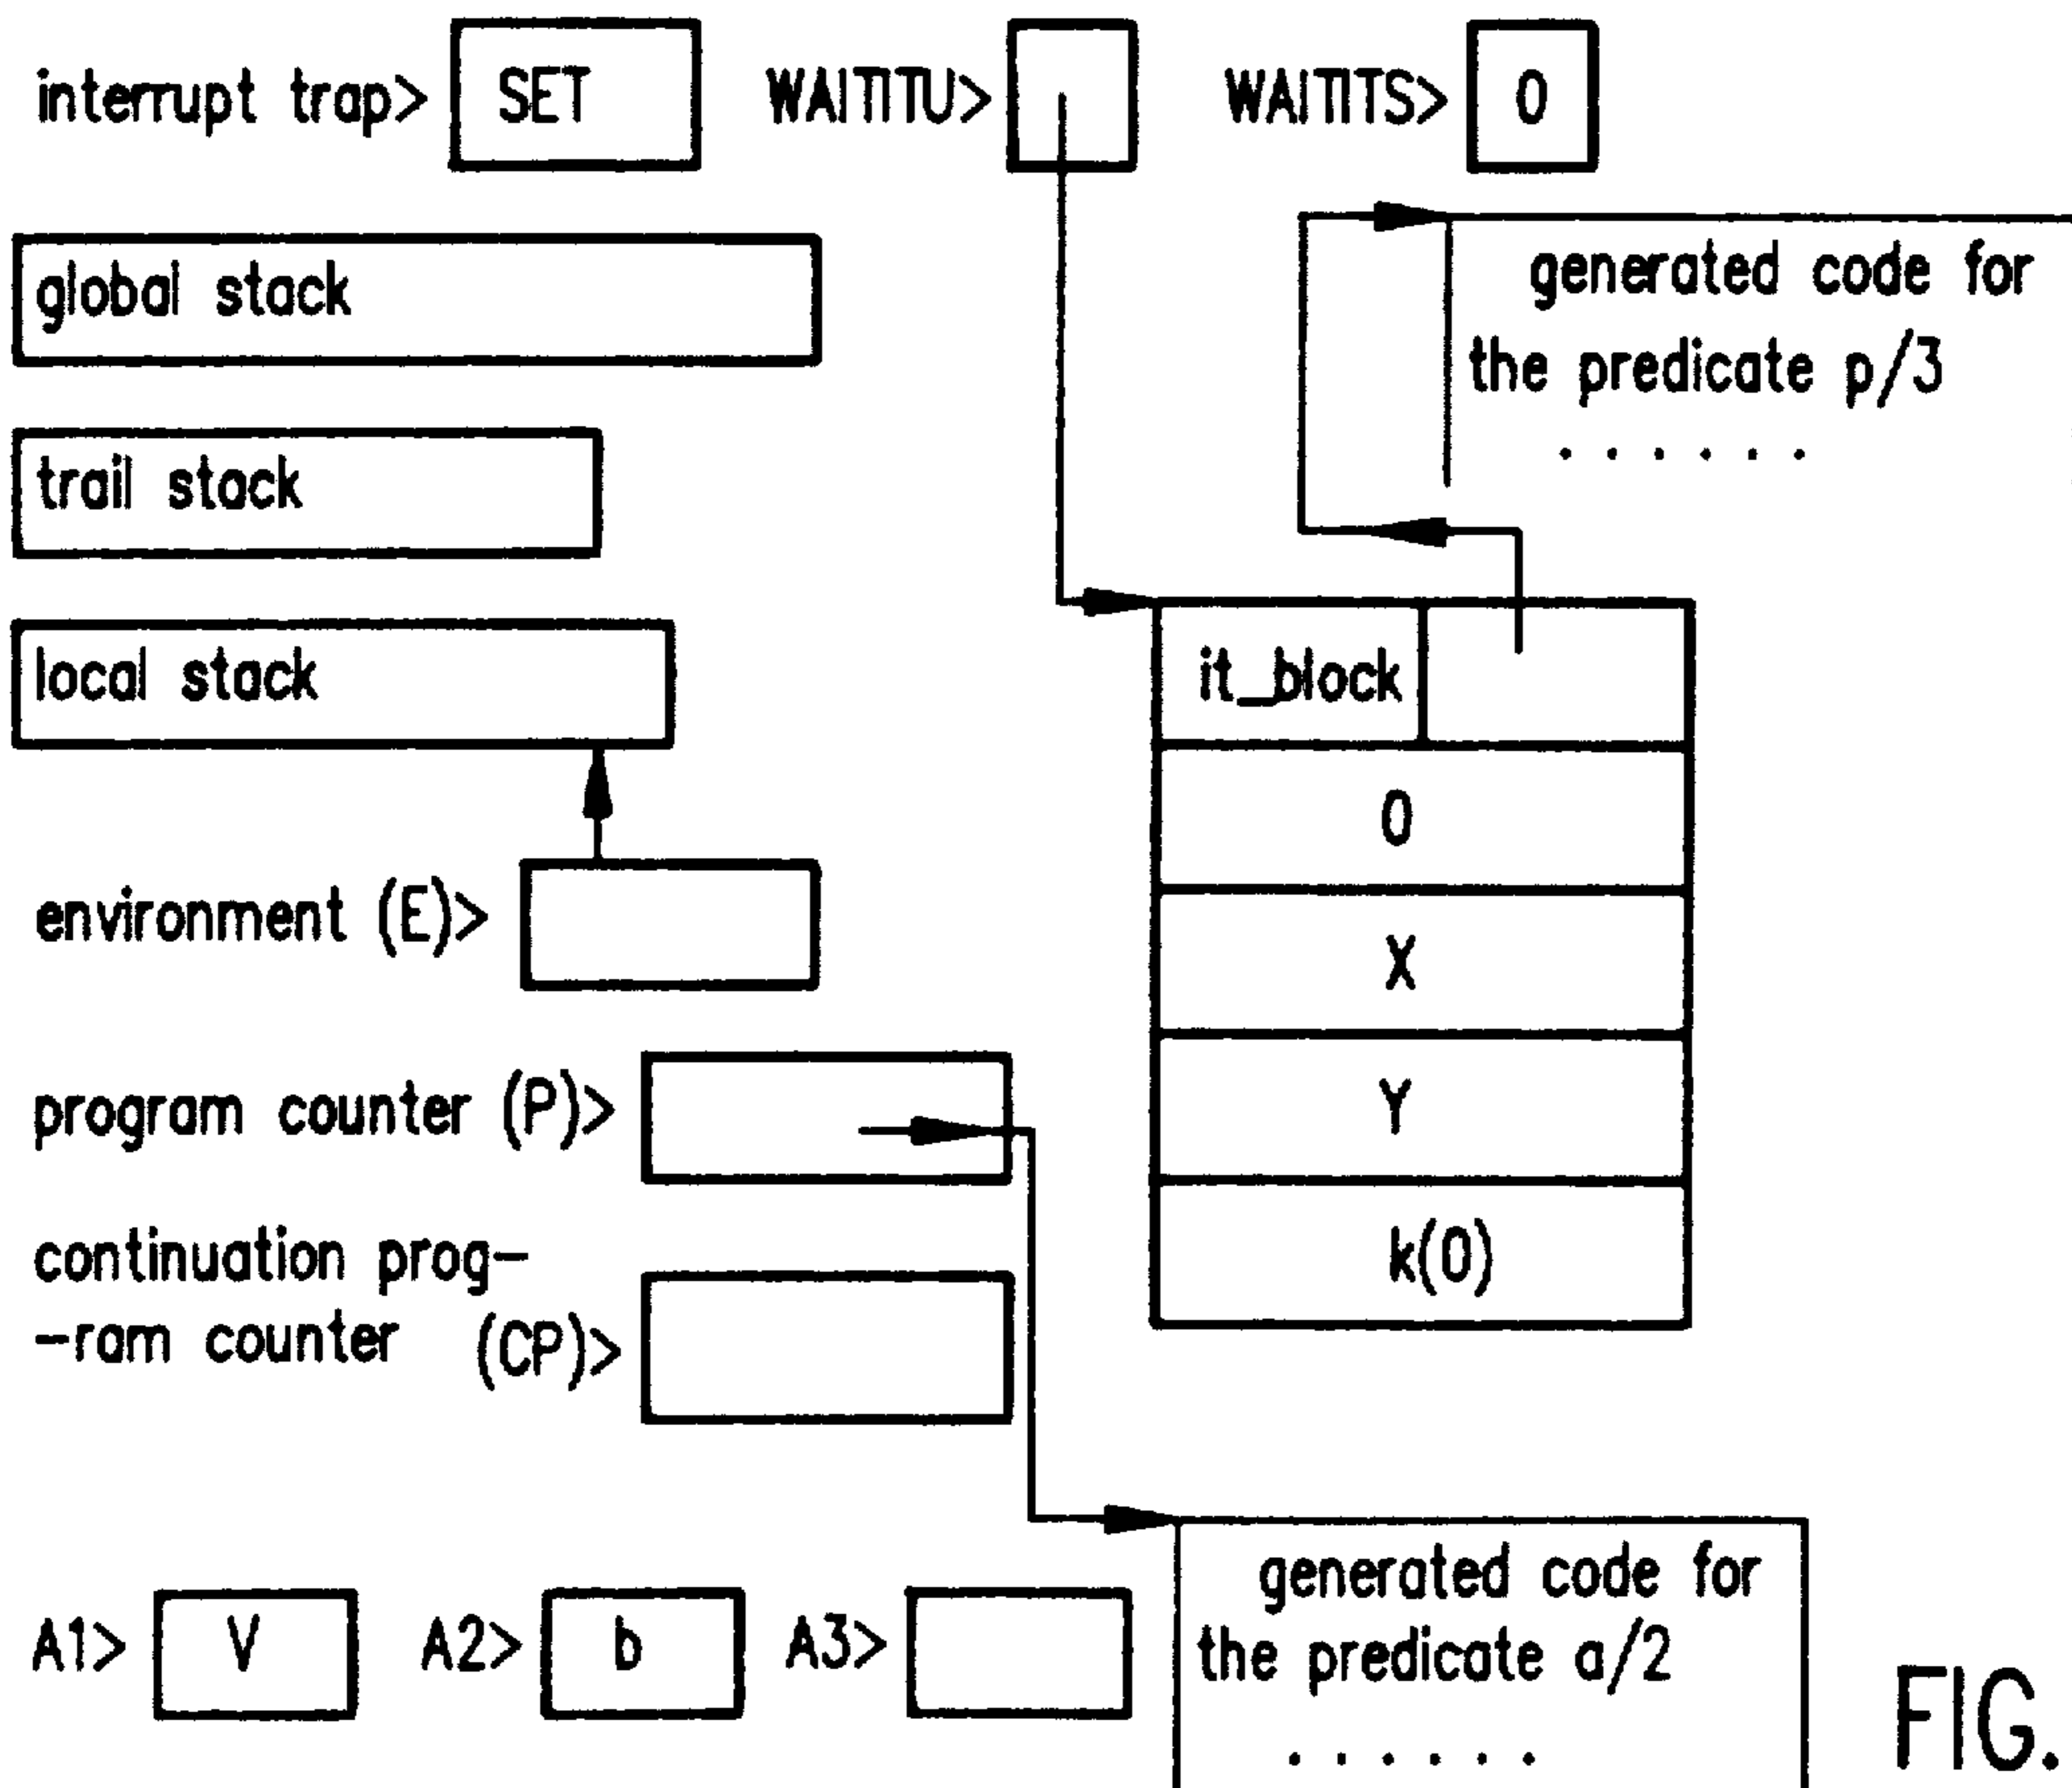 interrupt trap> SET WAITITU> WAITITS> 0
global stack
generated code for
the predicate p/3
. . . . . .
trail stack
local stack
it_block
0
X
Y
k(0)
environment (E)>
program counter (P)>
continuation prog-
-ram counter (CP)>
A1> V A2> b A3>
generated code for
the predicate a/2
. . . . . .
FIG.